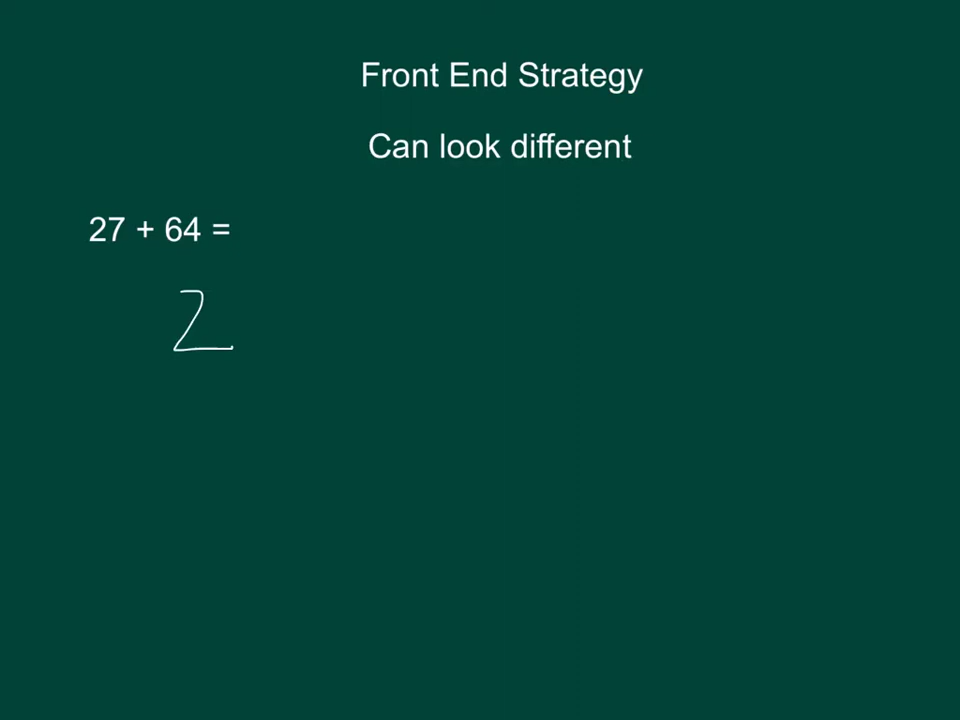 Front End Strategy
Can look different
27 + 64 =
2